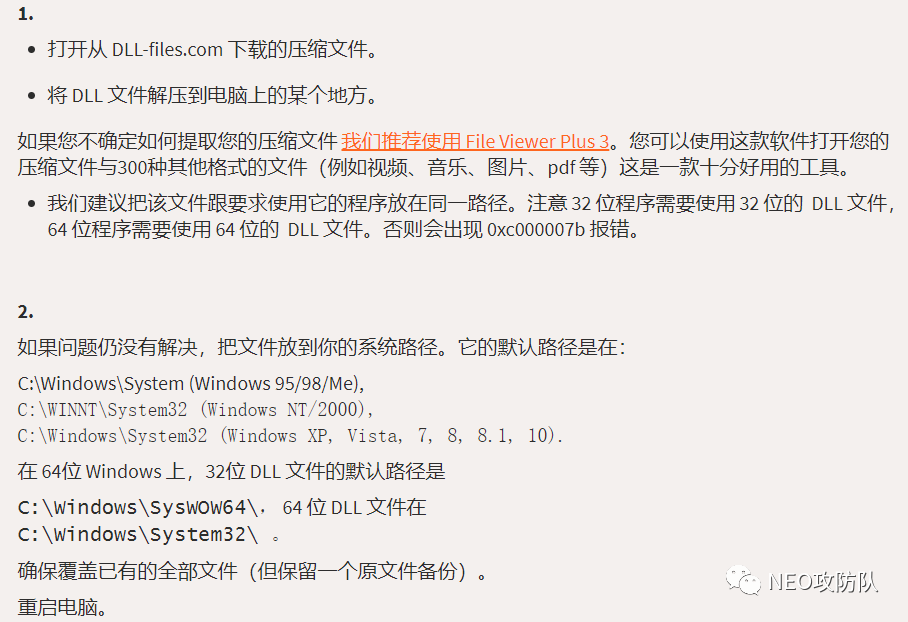 1.
打开从 DLL-files.com 下载的压缩文件。
将 DLL 文件解压到电脑上的某个地方。
如果您不确定如何提取您的压缩文件 我们推荐使用 File Viewer Plus 3。您可以使用这款软件打开您的
压缩文件与300种其他格式的文件（例如视频、音乐、图片、pdf 等）这是一款十分好用的工具。
我们建议把该文件跟要求使用它的程序放在同一路径。注意 32 位程序需要使用 32 位的 DLL 文件，
64 位程序需要使用 64 位的 DLL 文件。否则会出现 0xc000007b 报错。
2.
如果问题仍没有解决，把文件放到你的系统路径。它的默认路径是在：
C:\Windows\System (Windows 95/98/Me),
C:\WINNT\System32 (Windows NT/2000),
C:\Windows\System32 (Windows XP, Vista, 7, 8, 8.1, 10).
在 64位 Windows 上，32位 DLL 文件的默认路径是
C:\Windows\SysWOW64\， 64 位 DLL 文件在
C:\Windows\System32\ 。
确保覆盖已有的全部文件（但保留一个原文件备份）。
重启电脑。
NEO攻防队